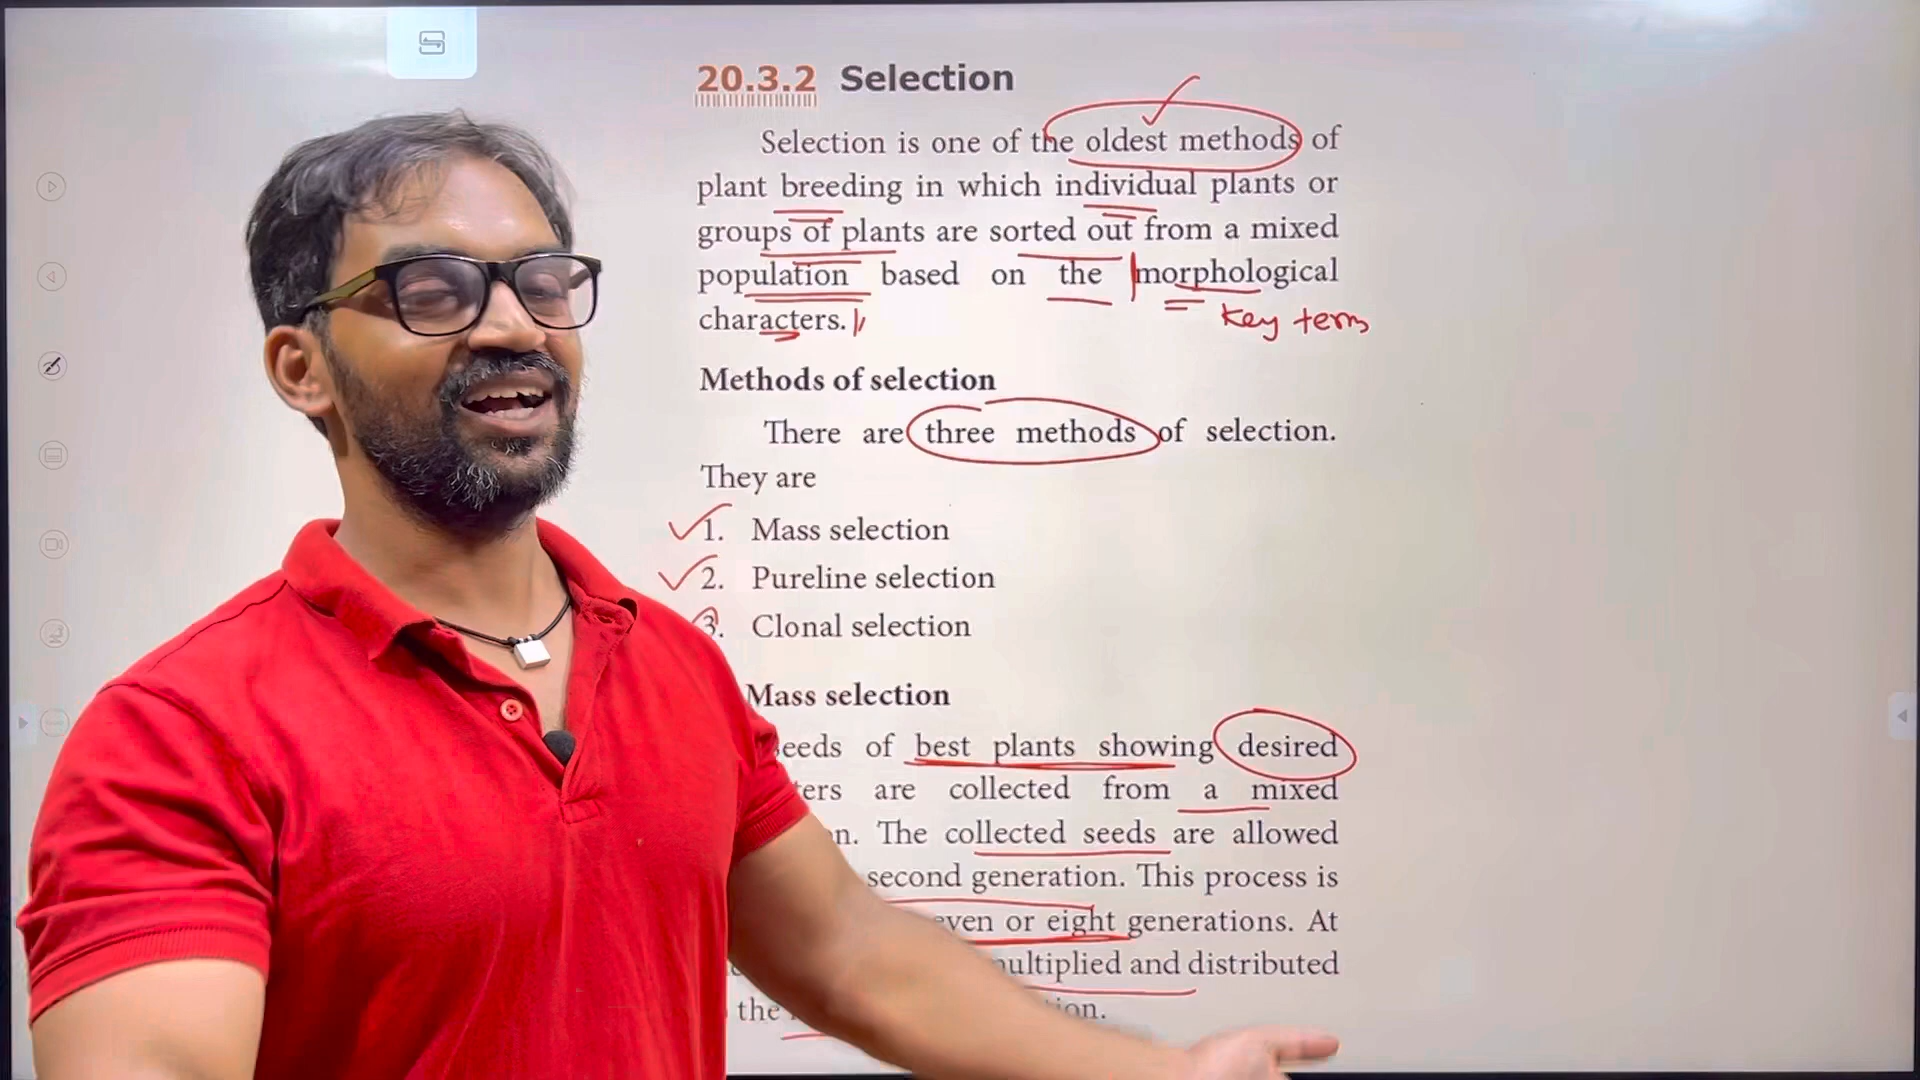 20.3.2 Selection
Selection is one of the oldest methods of
plant breeding in which individual plants or
groups of plants are sorted out from a mixed
population based on the morphological
characters.
key term
Methods of selection
There are three methods of selection.
They are
1. Mass selection
2. Pureline selection
3. Clonal selection
Mass selection
of best plants showing desired
are collected from a mixed
The collected seeds are allowed
second generation. This process is
or eight generations. At
and distributed
the